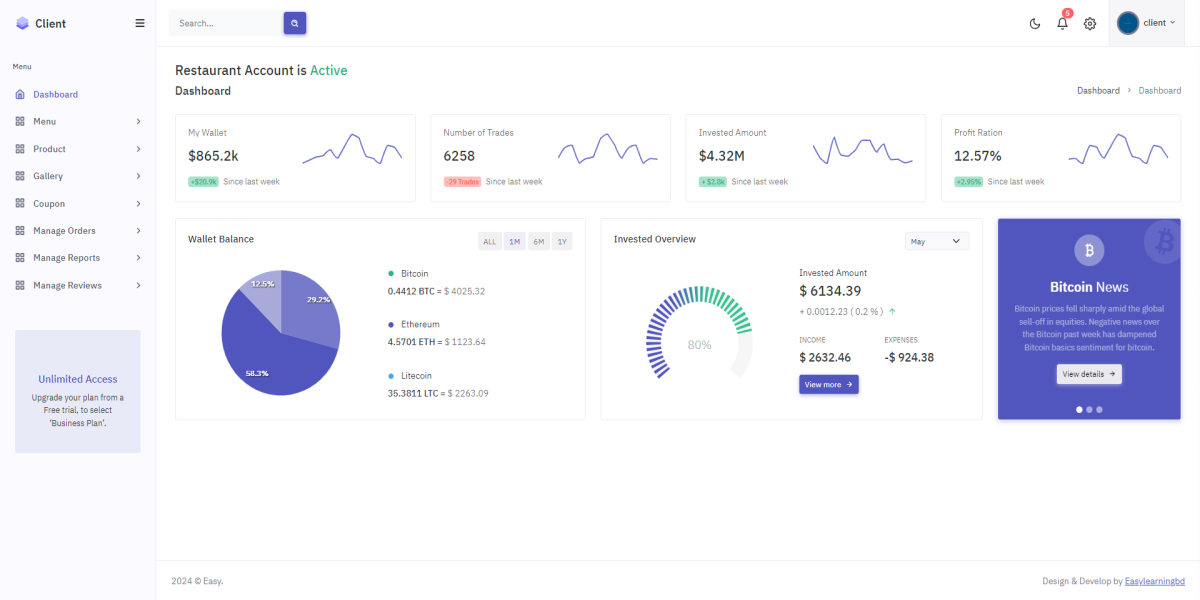 Client
Search...
5
client
Menu
Dashboard
Menu
Product
Gallery
Coupon
Manage Orders
Manage Reports
Manage Reviews
Unlimited Access
Upgrade your plan from a
Free trial, to select
'Business Plan'.
Restaurant Account is Active
Dashboard
Dashboard > Dashboard
My Wallet
$865.2k
+$20.9k Since last week
Number of Trades
6258
-29 Trades Since last week
Invested Amount
$4.32M
+ $2.8k Since last week
Profit Ration
12.57%
+2.95% Since last week
Wallet Balance
ALL 1M 6M 1Y
12.5%
29.2%
58.3%
Bitcoin
0.4412 BTC = $ 4025.32
Ethereum
4.5701 ETH = $ 1123.64
Litecoin
35.3811 LTC = $ 2263.09
Invested Overview
May
80%
Invested Amount
$ 6134.39
+ 0.0012.23 ( 0.2 % ) ↑
INCOME EXPENSES
$ 2632.46 -$ 924.38
View more →
Bitcoin News
Bitcoin prices fell sharply amid the global
sell-off in equities. Negative news over
the Bitcoin past week has dampened
Bitcoin basics sentiment for bitcoin.
View details →
2024 © Easy.
Design & Develop by Easylearningbd